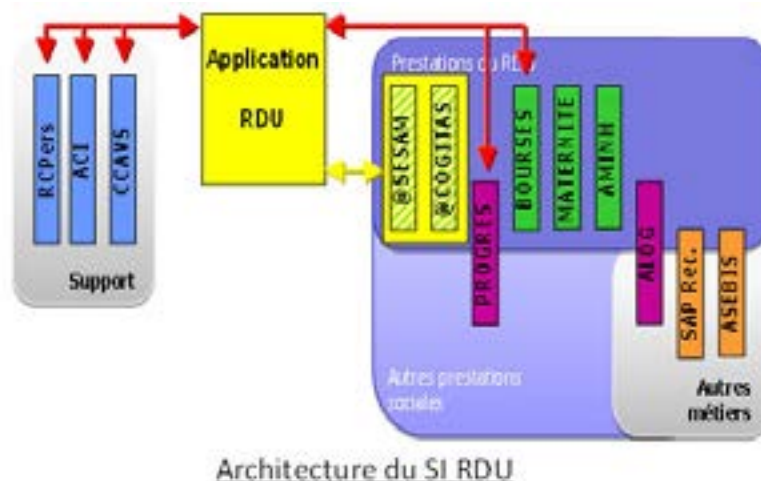 Application
RDU
Prestations du RDU
RCPers
ACI
CCAVS
Support
@SESAM
@COGITAS
PROGRES
BOURSES
MATERNITE
AMINH
ALOG
SAP Rec.
ASEBIS
Autres prestations
sociales
Autres
métiers
Architecture du SI RDU